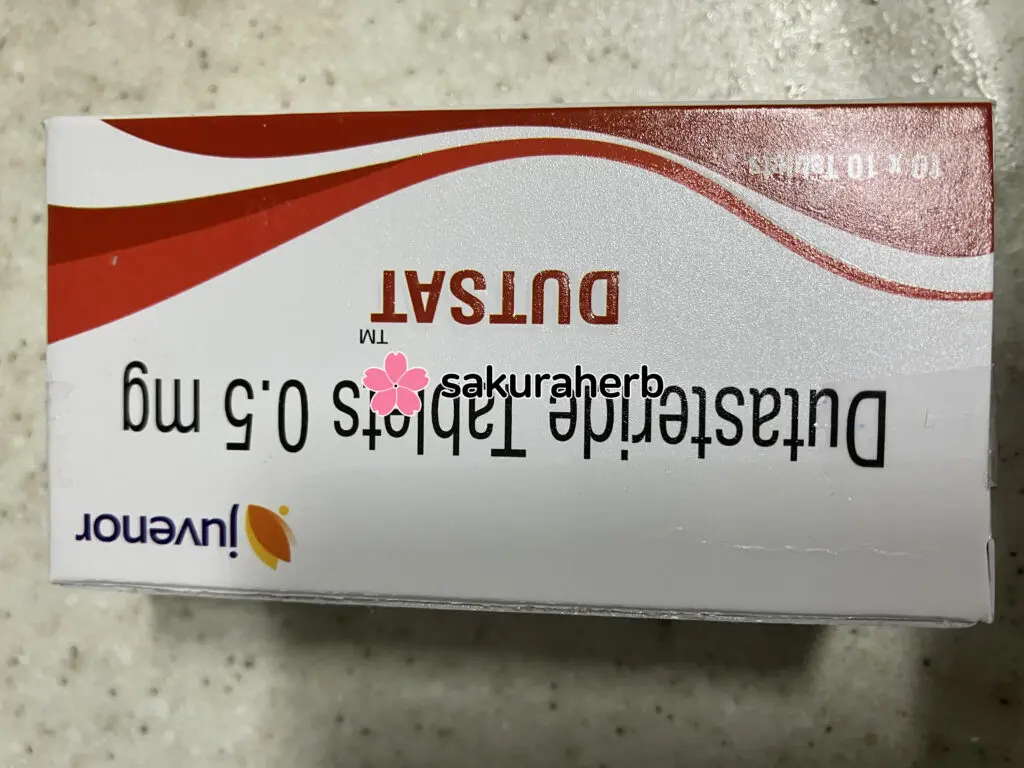 10 x 10 Tablets
DUTSAT
TM
Dutasteride Tablets 0.5 mg
juvenor
sakuraherb